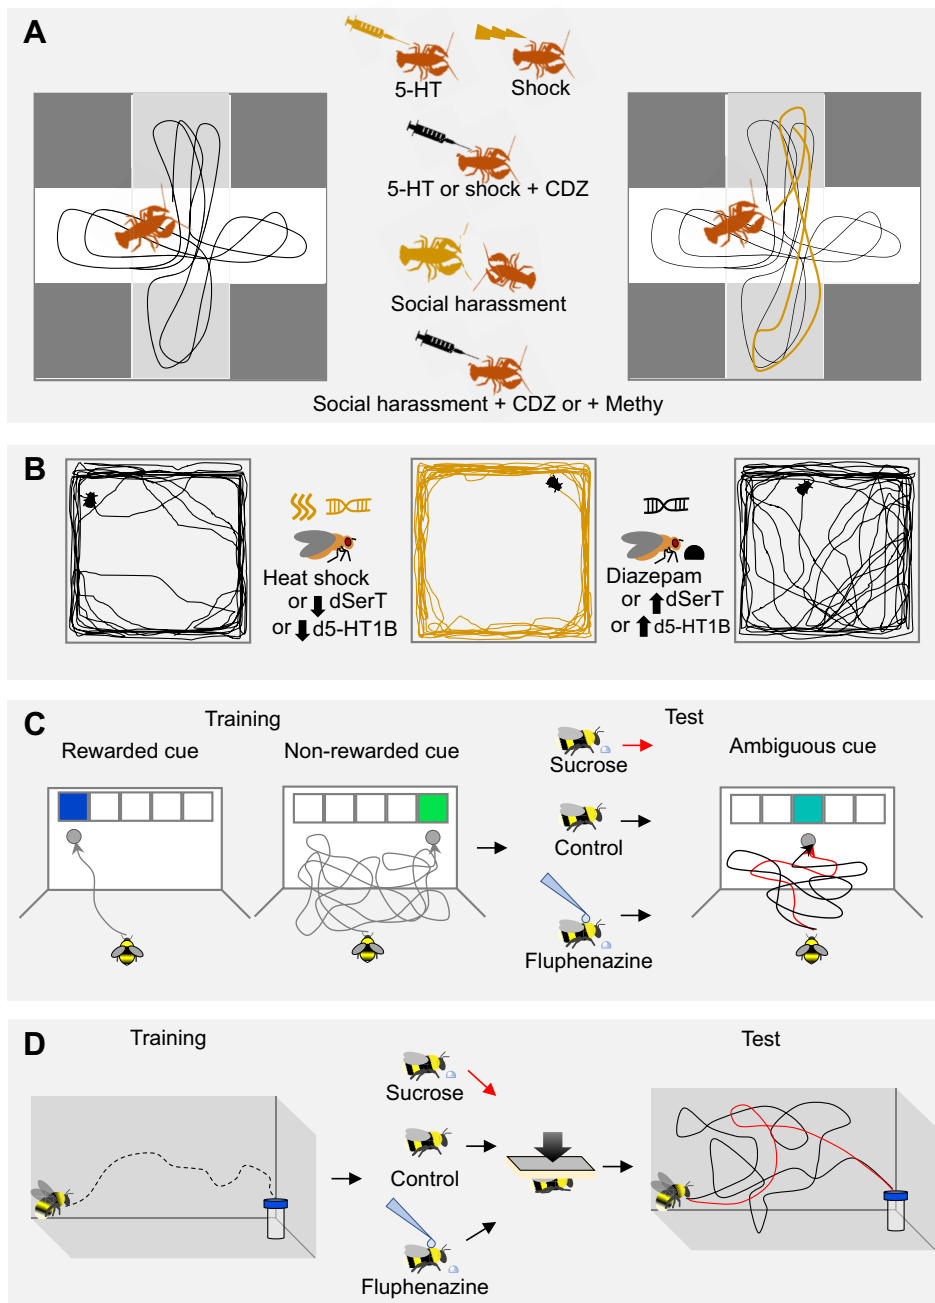 A
5-HT
Shock
5-HT or shock + CDZ
Social harassment
Social harassment + CDZ or + Methy
B
Heat shock
or dSerT
or d5-HT1B
Diazepam
or dSerT
or d5-HT1B
C
Training
Test
Rewarded cue
Non-rewarded cue
Sucrose
Ambiguous cue
Control
Fluphenazine
D
Training
Test
Sucrose
Control
Fluphenazine